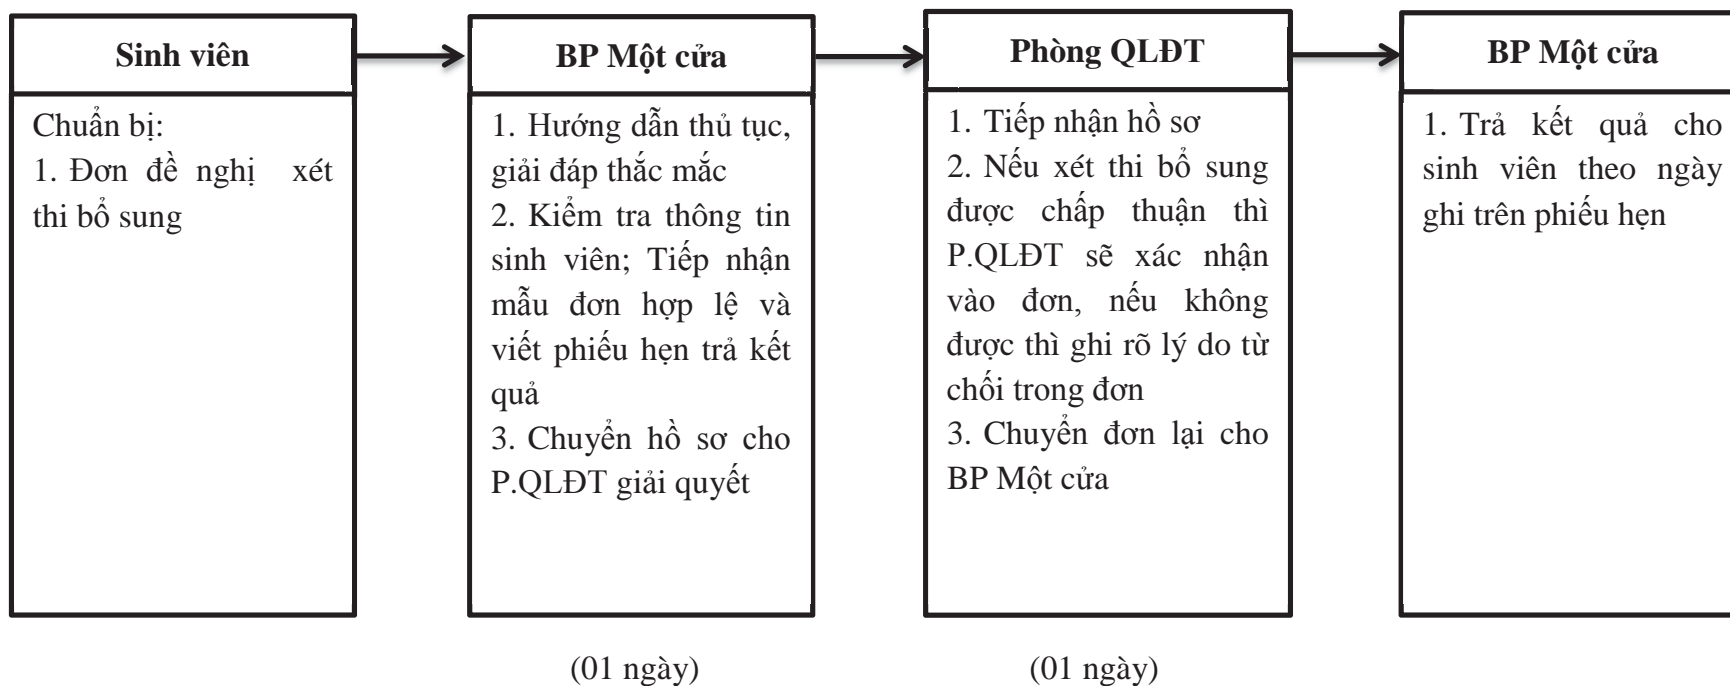 Sinh viên
Chuẩn bị:
1. Đơn đề nghị xét
thi bổ sung
BP Một cửa
1. Hướng dẫn thủ tục,
giải đáp thắc mắc
2. Kiểm tra thông tin
sinh viên; Tiếp nhận
mẫu đơn hợp lệ và
viết phiếu hẹn trả kết
quả
3. Chuyển hồ sơ cho
P.QLĐT giải quyết
(01 ngày)
Phòng QLĐT
1. Tiếp nhận hồ sơ
2. Nếu xét thi bổ sung
được chấp thuận thì
P.QLĐT sẽ xác nhận
vào đơn, nếu không
được thì ghi rõ lý do từ
chối trong đơn
3. Chuyển đơn lại cho
BP Một cửa
(01 ngày)
BP Một cửa
1. Trả kết quả cho
sinh viên theo ngày
ghi trên phiếu hẹn